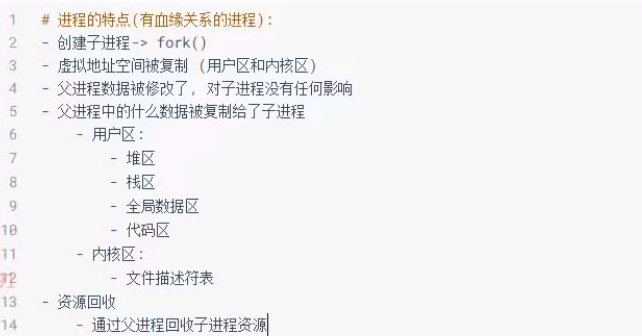 1 # 进程的特点(有血缘关系的进程):
2 - 创建子进程-> fork()
3 - 虚拟地址空间被复制 (用户区和内核区)
4 - 父进程数据被修改了, 对子进程没有任何影响
5 - 父进程中的什么数据被复制给了子进程
6 - 用户区:
7 - 堆区
8 - 栈区
9 - 全局数据区
10 - 代码区
11 - 内核区:
12 - 文件描述符表
13 - 资源回收
14 - 通过父进程回收子进程资源